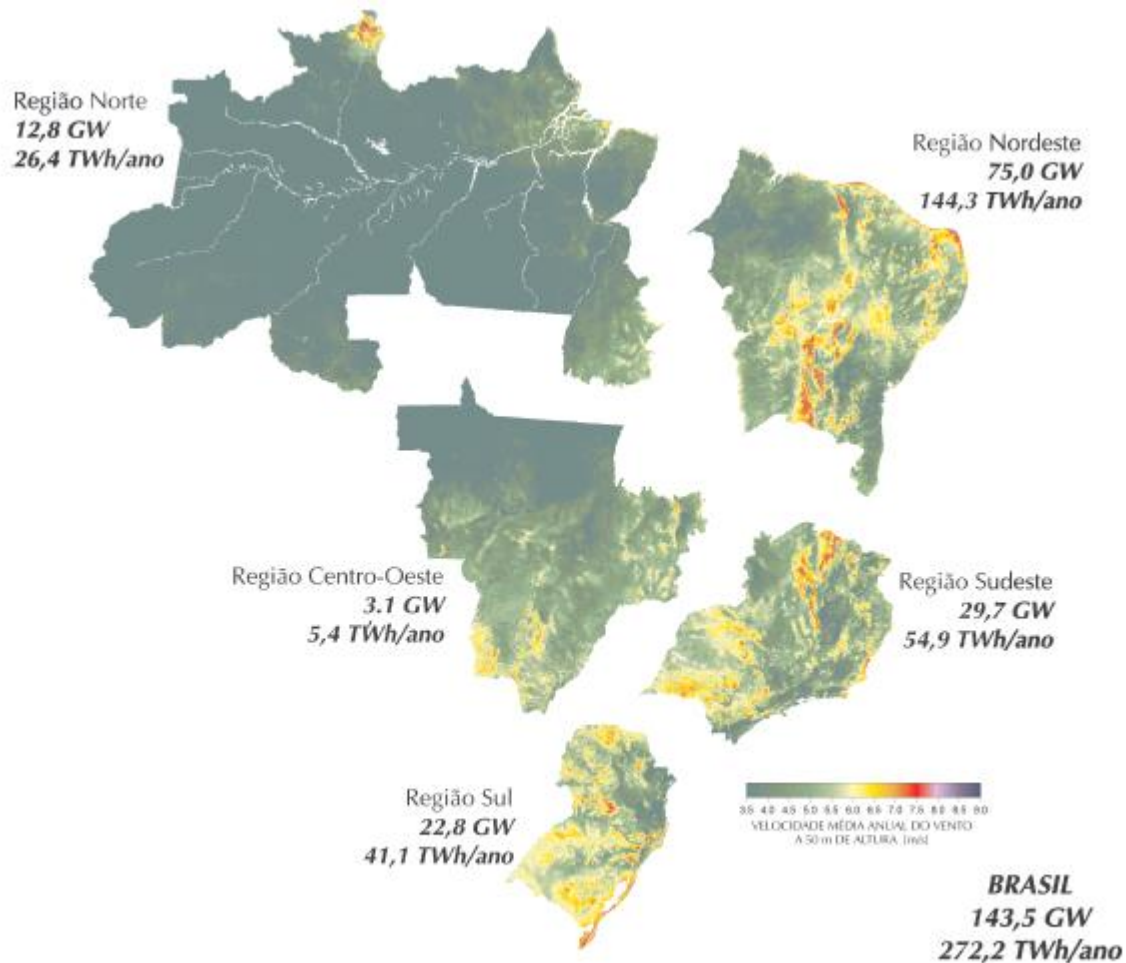 Região Norte
12,8 GW
26,4 TWh/ano
Região Nordeste
75,0 GW
144,3 TWh/ano
Região Centro-Oeste
3.1 GW
5,4 TWh/ano
Região Sudeste
29,7 GW
54,9 TWh/ano
Região Sul
22,8 GW
41,1 TWh/ano
3.5 4.0 4.5 5.0 5.5 6.0 6.5 7.0 7.5 8.0 8.5 9.0
VELOCIDADE MÉDIA ANUAL DO VENTO
A 50 m DE ALTURA [m/s]
BRASIL
143,5 GW
272,2 TWh/ano